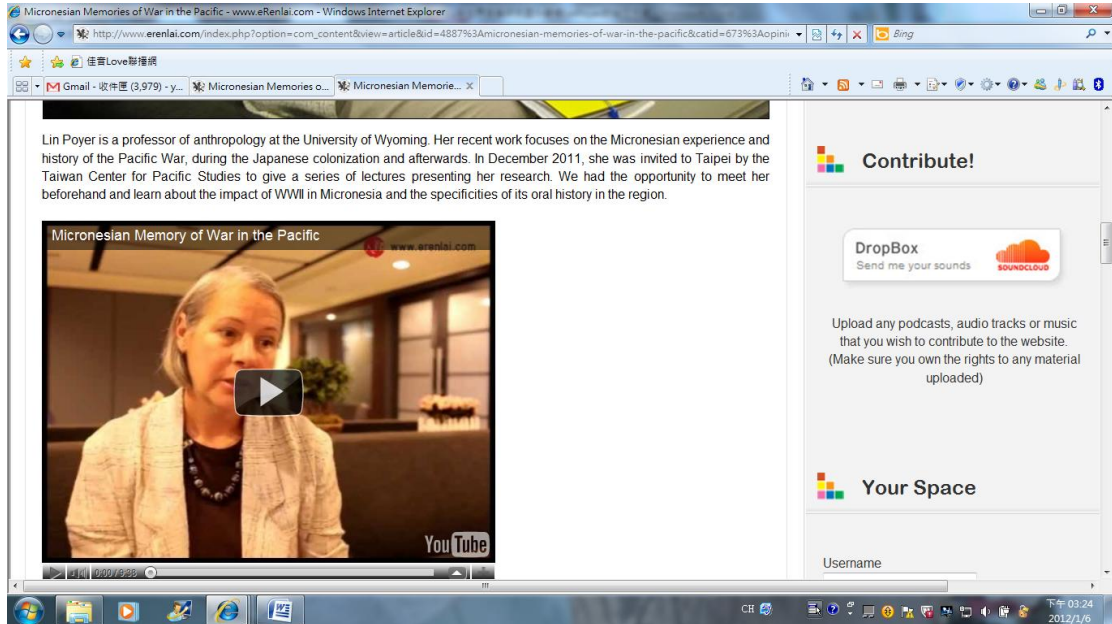 Micronesian Memories of War in the Pacific - www.eRenlai.com - Windows Internet Explorer
http://www.erenlai.com/index.php?option=com_content&view=article&id=4887%3Amicronesian-memories-of-war-in-the-pacific&catid=673%3Aopini
Bing
佳音Love聯播網
Gmail - 收件匣 (3,979) - y...
Micronesian Memories o...
Micronesian Memorie...
Lin Poyer is a professor of anthropology at the University of Wyoming. Her recent work focuses on the Micronesian experience and
history of the Pacific War, during the Japanese colonization and afterwards. In December 2011, she was invited to Taipei by the
Taiwan Center for Pacific Studies to give a series of lectures presenting her research. We had the opportunity to meet her
beforehand and learn about the impact of WWII in Micronesia and the specificities of its oral history in the region.
Micronesian Memory of War in the Pacific
www.erenlai.com
YouTube
0:00 / 9:38
Contribute!
DropBox
Send me your sounds
SOUNDCLOUD
Upload any podcasts, audio tracks or music
that you wish to contribute to the website.
(Make sure you own the rights to any material
uploaded)
Your Space
Username
CH
下午 03:24
2012/1/6